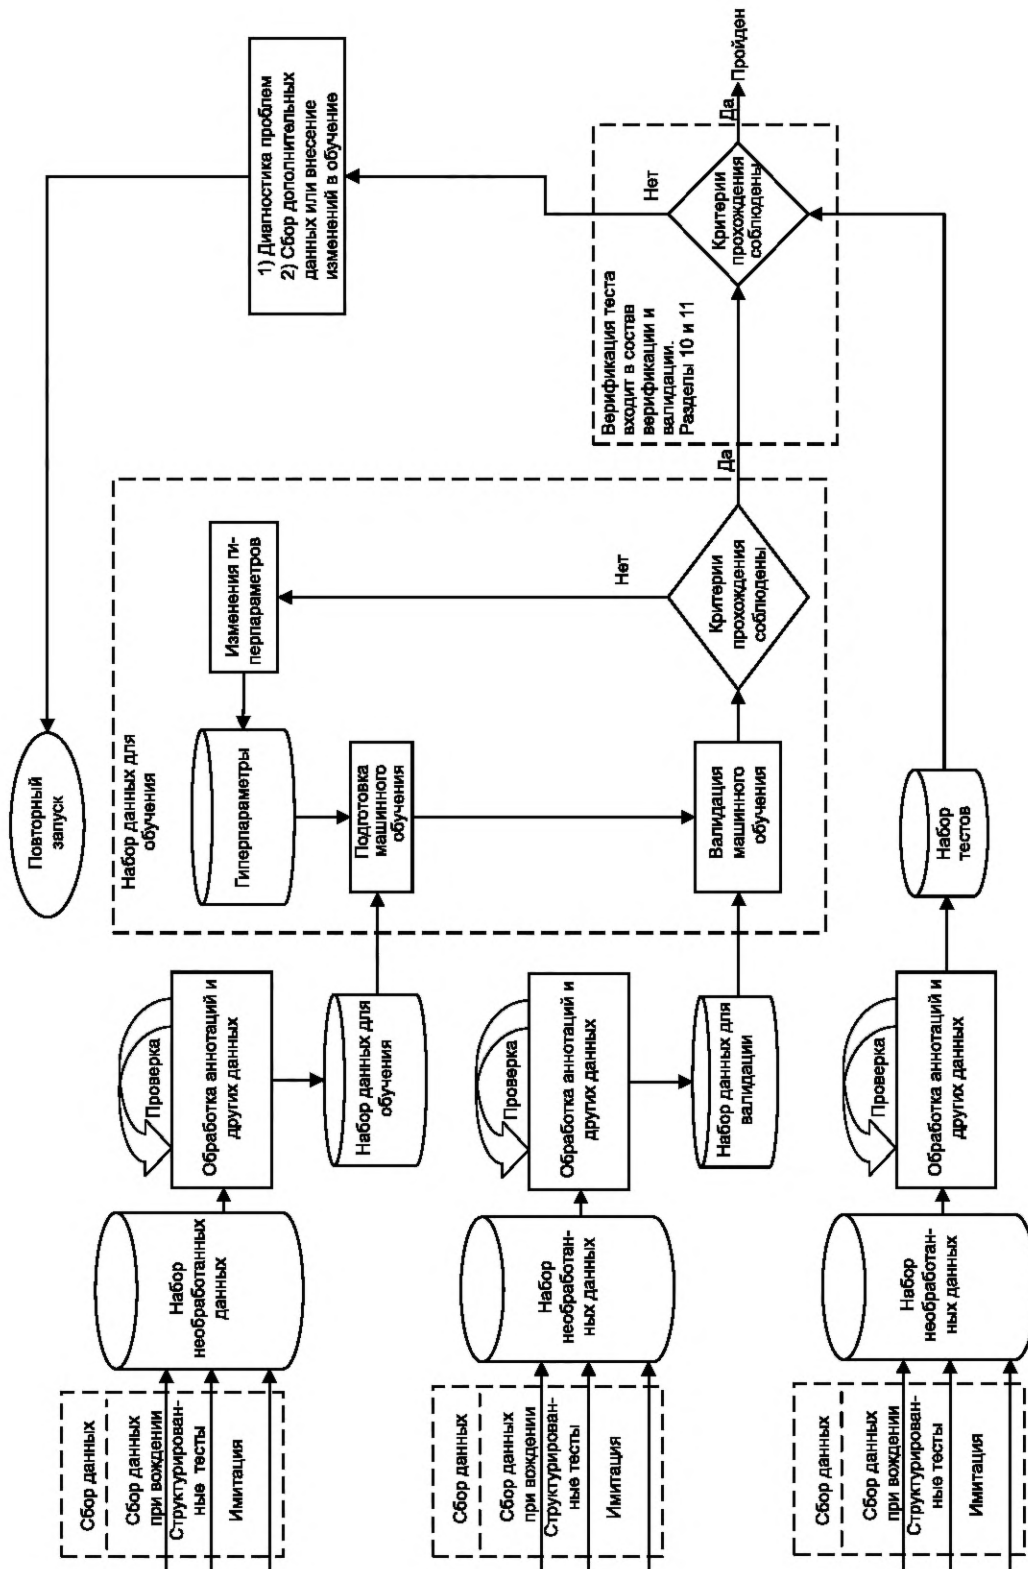 Сбор данных
Сбор данных
при вождении
Структурирован-
ные тесты
Имитация
Набор
необработанных
данных
Проверка
Обработка аннотаций и
других данных
Набор данных для
обучения
Набор данных для
обучения
Гиперпараметры
Изменения ги-
перпараметров
Подготовка
машинного
обучения
Повторный
запуск
1) Диагностика проблем
2) Сбор дополнительных
данных или внесение
изменений в обучение
Сбор данных
Сбор данных
при вождении
Структурирован-
ные тесты
Имитация
Набор
необработан-
ных данных
Проверка
Обработка аннотаций и
других данных
Набор данных для
валидации
Валидация
машинного
обучения
Критерии
прохождения
соблюдены
Нет
Да
Верификация теста
входит в состав
верификации и
валидации.
Разделы 10 и 11
Критерии
прохождения
соблюдены
Нет
Да
Пройден
Сбор данных
Сбор данных
при вождении
Структурирован-
ные тесты
Имитация
Набор
необработан-
ных данных
Проверка
Обработка аннотаций и
других данных
Набор
тестов